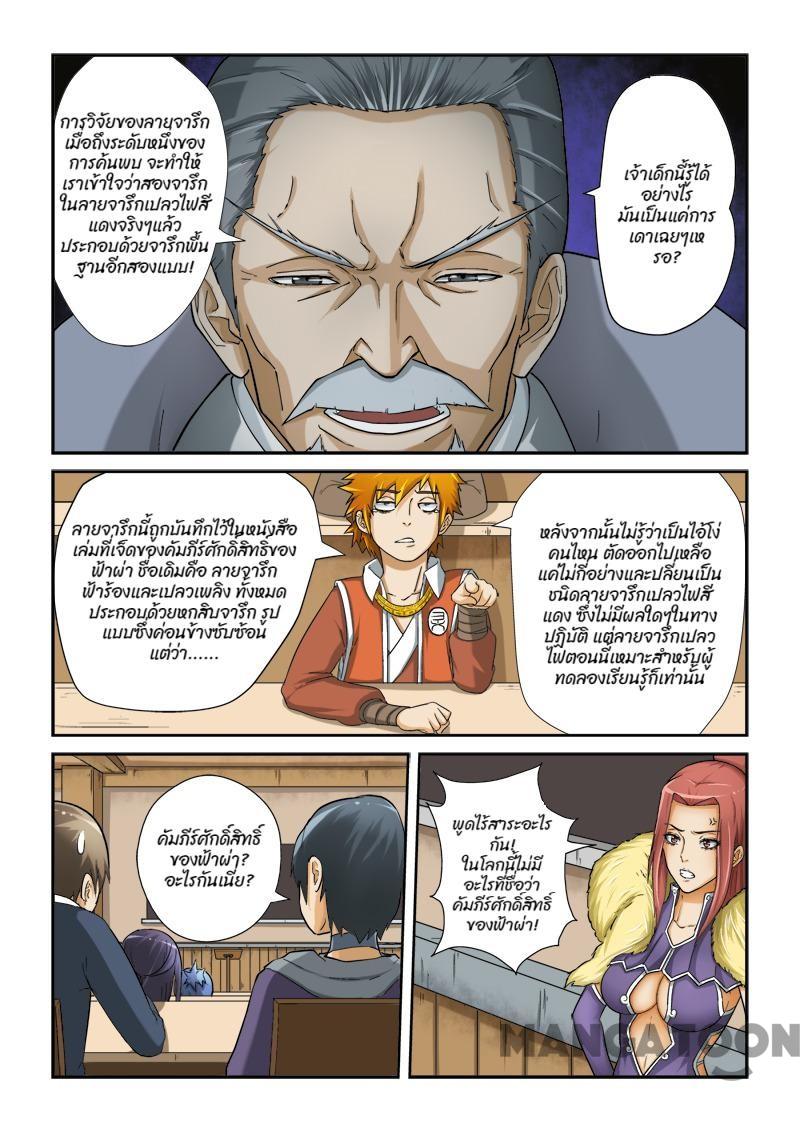 การวิจัยของลายจารึก
เมื่อถึงระดับหนึ่งของ
การค้นพบ จะทำให้
เราเข้าใจว่าสองจารึก
ในลายจารึกเปลวไฟสี
แดงจริงๆแล้ว
ประกอบด้วยจารึกพื้น
ฐานอีกสองแบบ!
เจ้าเด็กนี้รู้ได้
อย่างไร
มันเป็นแค่การ
เดาเฉยๆเห
รอ?
ลายจารึกนี้ถูกบันทึกไว้ในหนังสือ
เล่มที่เจ็ดของคัมภีร์ศักดิ์สิทธิ์ของ
ฟ้าผ่า ชื่อเดิมคือ ลายจารึก
ฟ้าร้องและเปลวเพลิง ทั้งหมด
ประกอบด้วยหกสิบจารึก รูป
แบบซึ่งค่อนข้างซับซ้อน
แต่ว่า......
หลังจากนั้นไม่รู้ว่าเป็นไอ้โง่
คนไหน ตัดออกไปเหลือ
แค่ไม่กี่อย่างและเปลี่ยนเป็น
ชนิดลายจารึกเปลวไฟสี
แดง ซึ่งไม่มีผลใดๆในทาง
ปฏิบัติ แต่ลายจารึกเปลว
ไฟตอนนี้เหมาะสำหรับผู้
ทดลองเรียนรู้ก็เท่านั้น
คัมภีร์ศักดิ์สิทธิ์
ของฟ้าผ่า?
อะไรกันเนี่ย?
พูดไร้สาระอะไร
กัน!
ในโลกนี้ไม่มี
อะไรที่ชื่อว่า
คัมภีร์ศักดิ์สิทธิ์
ของฟ้าผ่า!
MANGATOON